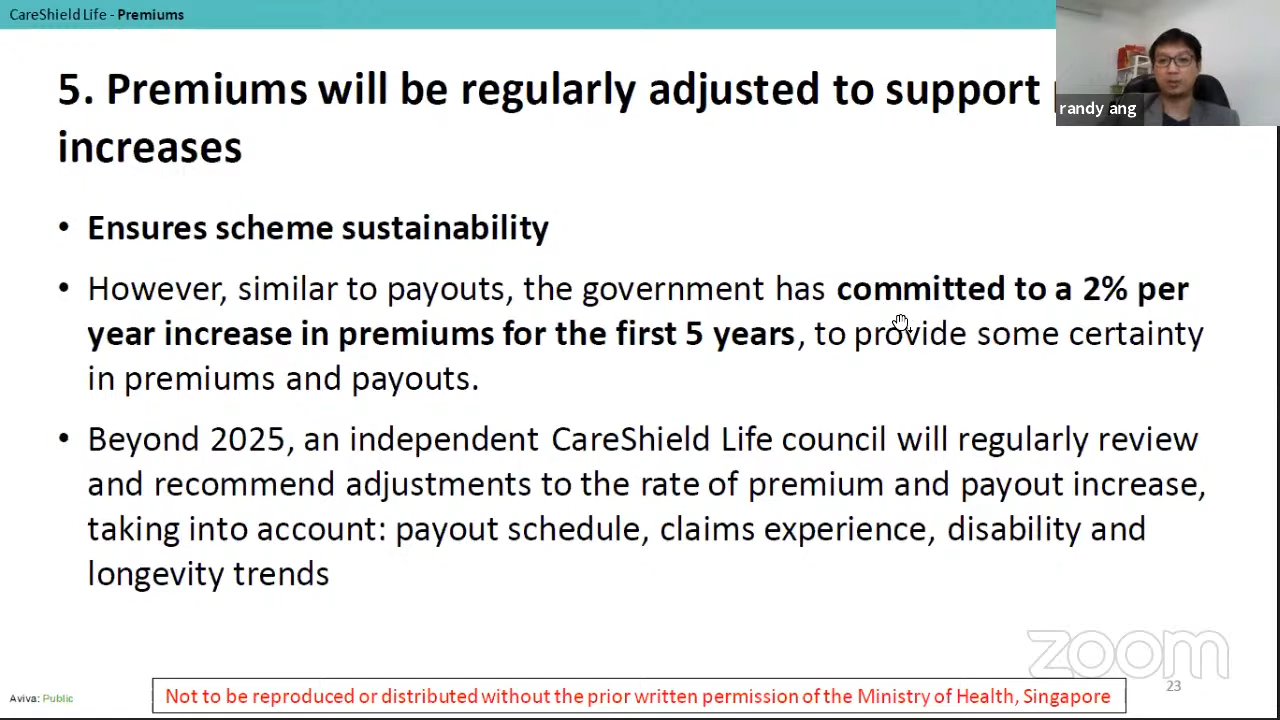 CareShield Life - Premiums
5. Premiums will be regularly adjusted to support
increases
randy ang
• Ensures scheme sustainability
• However, similar to payouts, the government has committed to a 2% per
year increase in premiums for the first 5 years, to provide some certainty
in premiums and payouts.
• Beyond 2025, an independent CareShield Life council will regularly review
and recommend adjustments to the rate of premium and payout increase,
taking into account: payout schedule, claims experience, disability and
longevity trends
zoom
23
Aviva: Public
Not to be reproduced or distributed without the prior written permission of the Ministry of Health, Singapore